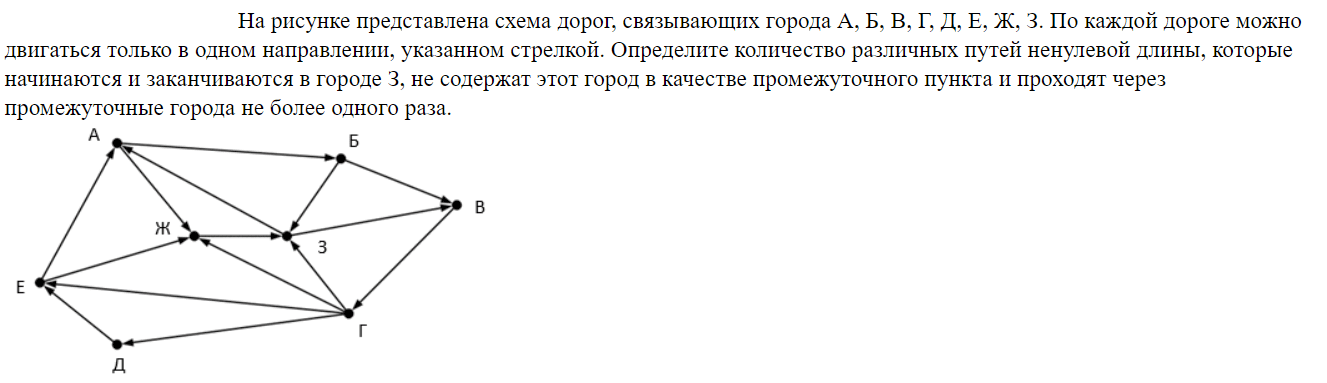 На рисунке представлена схема дорог, связывающих города А, Б, В, Г, Д, Е, Ж, З. По каждой дороге можно
двигаться только в одном направлении, указанном стрелкой. Определите количество различных путей ненулевой длины, которые
начинаются и заканчиваются в городе З, не содержат этот город в качестве промежуточного пункта и проходят через
промежуточные города не более одного раза.
А
Б
В
Ж
З
Е
Г
Д